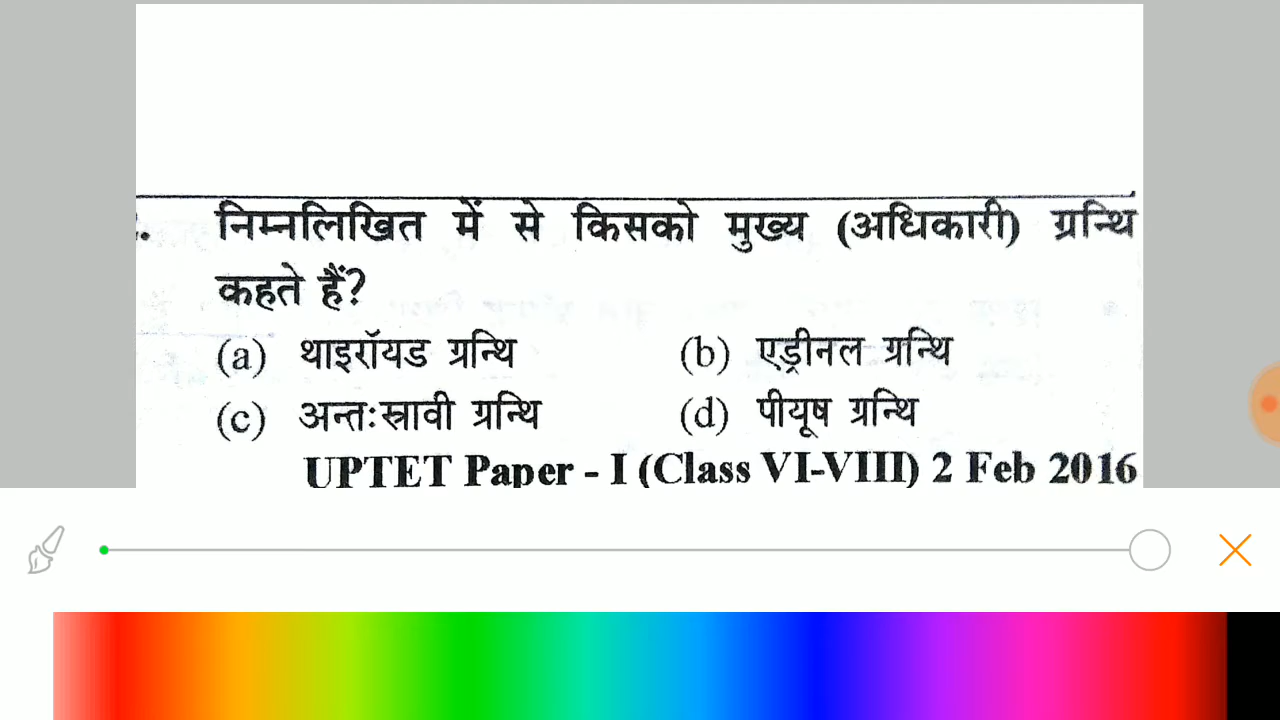 निम्नलिखित में से किसको मुख्य (अधिकारी) ग्रन्थि
कहते हैं?
(a) थाइरॉयड ग्रन्थि (b) एड्रीनल ग्रन्थि
(c) अन्तःस्रावी ग्रन्थि (d) पीयूष ग्रन्थि
UPTET Paper - I (Class VI-VIII) 2 Feb 2016